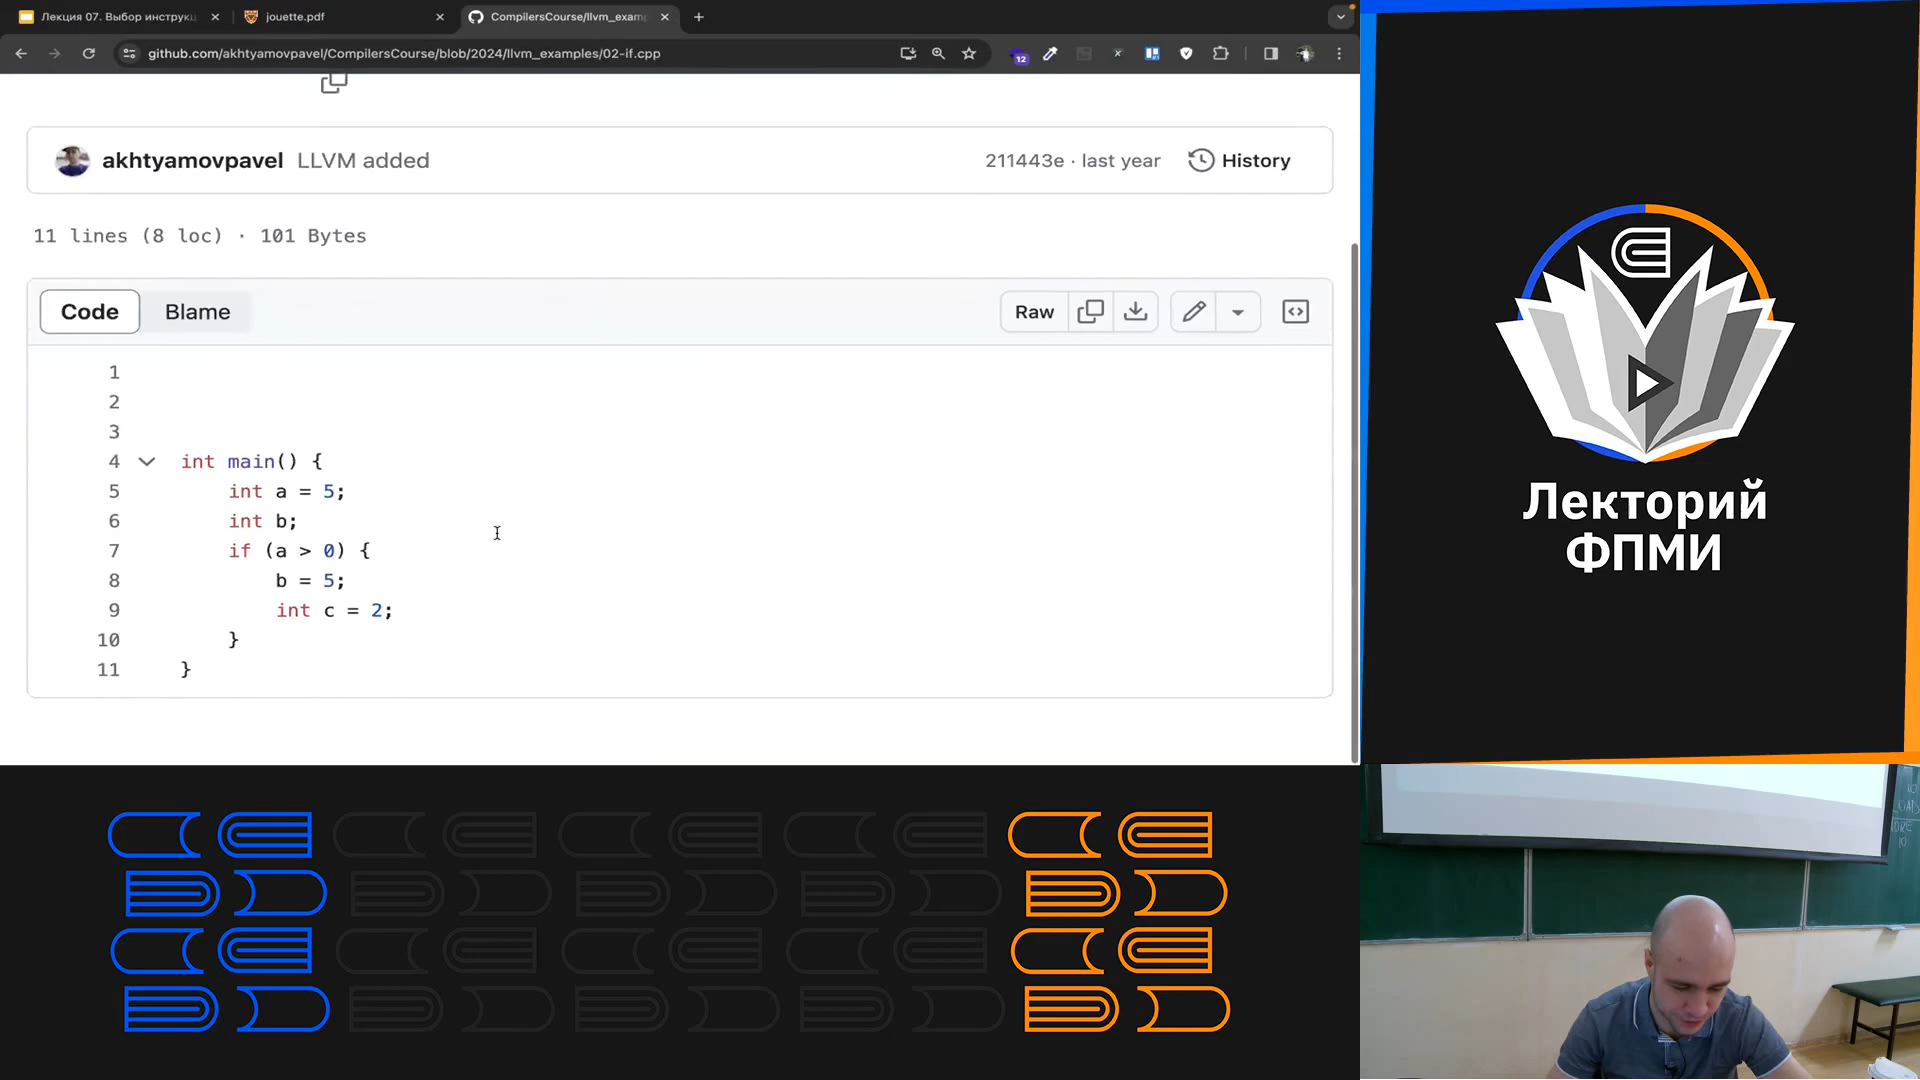 Лекция 07. Выбор инструкц
jouette.pdf
CompilersCourse/llvm_exam
github.com/akhtyamovpavel/CompilersCourse/blob/2024/llvm_examples/02-if.cpp
12
akhtyamovpavel LLVM added
211443e · last year
History
11 lines (8 loc) · 101 Bytes
Code
Blame
Raw
1
2
3
4 int main() {
5 int a = 5;
6 int b;
7 if (a > 0) {
8 b = 5;
9 int c = 2;
10 }
11 }
Лекторий
ФПМИ